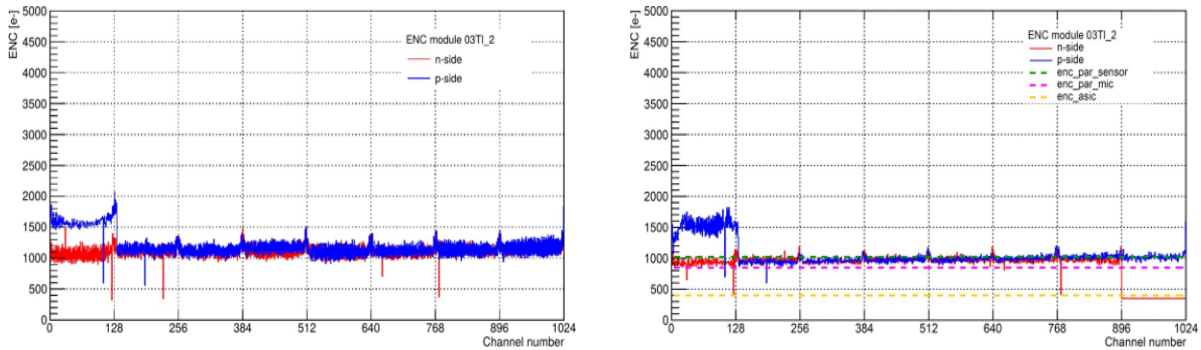 ENC [e-]
5000
4500
4000
3500
3000
2500
2000
1500
1000
500
0
ENC module 03Tl_2
n-side
p-side
0 128 256 384 512 640 768 896 1024
Channel number
ENC [e-]
5000
4500
4000
3500
3000
2500
2000
1500
1000
500
0
ENC module 03Tl_2
n-side
p-side
enc_par_sensor
enc_par_mic
enc_asic
0 128 256 384 512 640 768 896 1024
Channel number